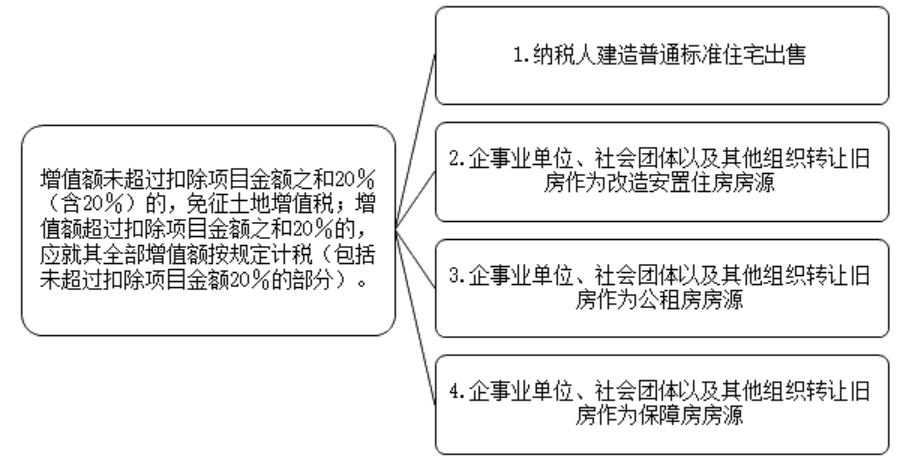 增值额未超过扣除项目金额之和20%
（含20%）的，免征土地增值税；增
值额超过扣除项目金额之和20%的，
应就其全部增值额按规定计税（包括
未超过扣除项目金额20%的部分）。
1.纳税人建造普通标准住宅出售
2.企事业单位、社会团体以及其他组织转让旧
房作为改造安置住房房源
3.企事业单位、社会团体以及其他组织转让旧
房作为公租房房源
4.企事业单位、社会团体以及其他组织转让旧
房作为保障房房源